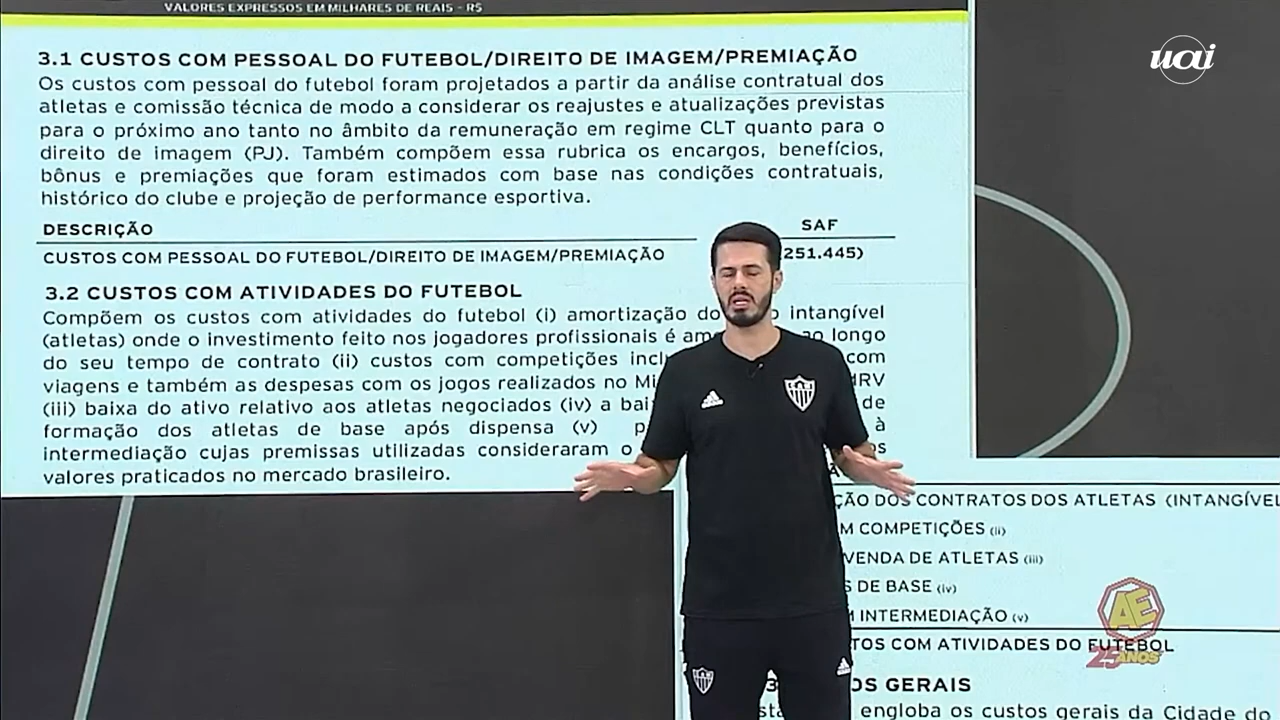 VALORES EXPRESSOS EM MILHARES DE REAIS - R$
uai
3.1 CUSTOS COM PESSOAL DO FUTEBOL/DIREITO DE IMAGEM/PREMIAÇÃO
Os custos com pessoal do futebol foram projetados a partir da análise contratual dos
atletas e comissão técnica de modo a considerar os reajustes e atualizações previstas
para o próximo ano tanto no âmbito da remuneração em regime CLT quanto para o
direito de imagem (PJ). Também compõem essa rubrica os encargos, benefícios,
bônus e premiações que foram estimados com base nas condições contratuais,
histórico do clube e projeção de performance esportiva.
DESCRIÇÃO SAF
CUSTOS COM PESSOAL DO FUTEBOL/DIREITO DE IMAGEM/PREMIAÇÃO (251.445)
3.2 CUSTOS COM ATIVIDADES DO FUTEBOL
Compõem os custos com atividades do futebol (i) amortização do intangível
(atletas) onde o investimento feito nos jogadores profissionais é ao longo
do seu tempo de contrato (ii) custos com competições com
viagens e também as despesas com os jogos realizados no MRV
(iii) baixa do ativo relativo aos atletas negociados (iv) a de
formação dos atletas de base após dispensa (v) à
intermediação cujas premissas utilizadas consideraram o
valores praticados no mercado brasileiro.
ÇÃO DOS CONTRATOS DOS ATLETAS (INTANGÍVEL
M COMPETIÇÕES (ii)
VENDA DE ATLETAS (iii)
S DE BASE (iv)
M INTERMEDIAÇÃO (v)
TOS COM ATIVIDADES DO FUTEBOL
AE
25 ANOS
OS GERAIS
engloba os custos gerais da Cidade do
adidas